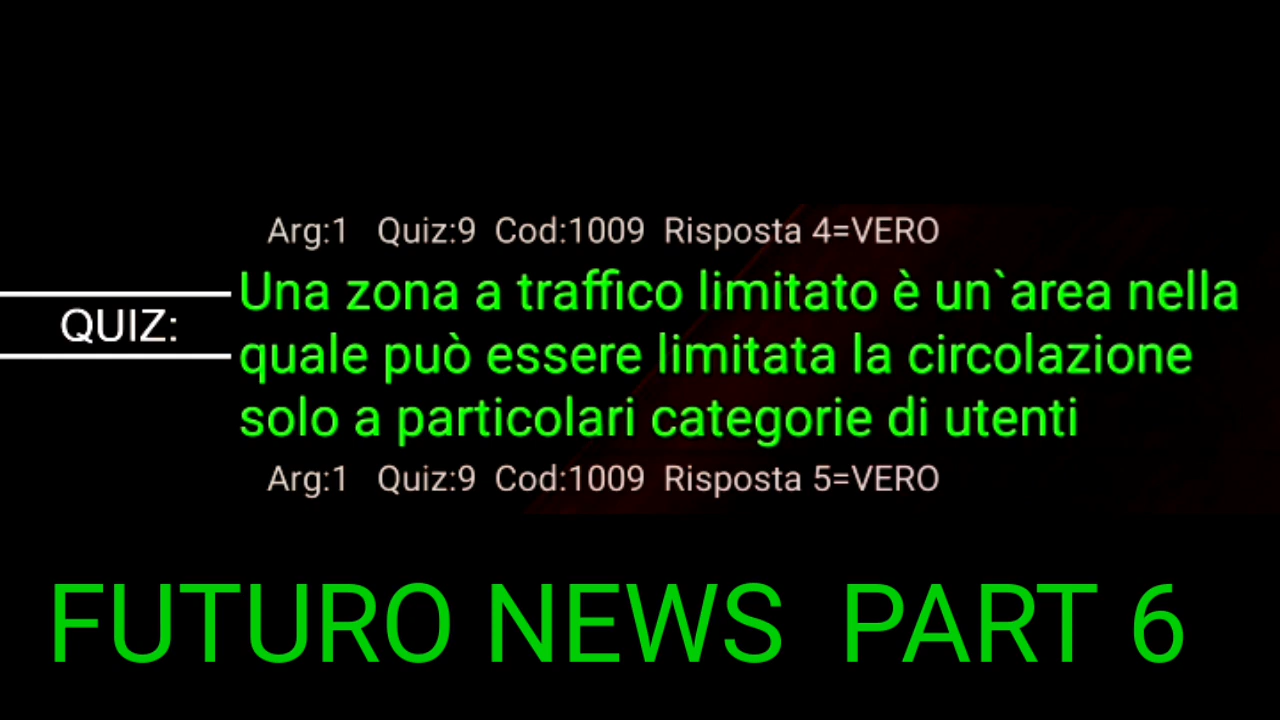 Arg:1 Quiz:9 Cod:1009 Risposta 4=VERO
Una zona a traffico limitato è un`area nella
QUIZ:
quale può essere limitata la circolazione
solo a particolari categorie di utenti
Arg:1 Quiz:9 Cod:1009 Risposta 5=VERO
FUTURO NEWS PART 6